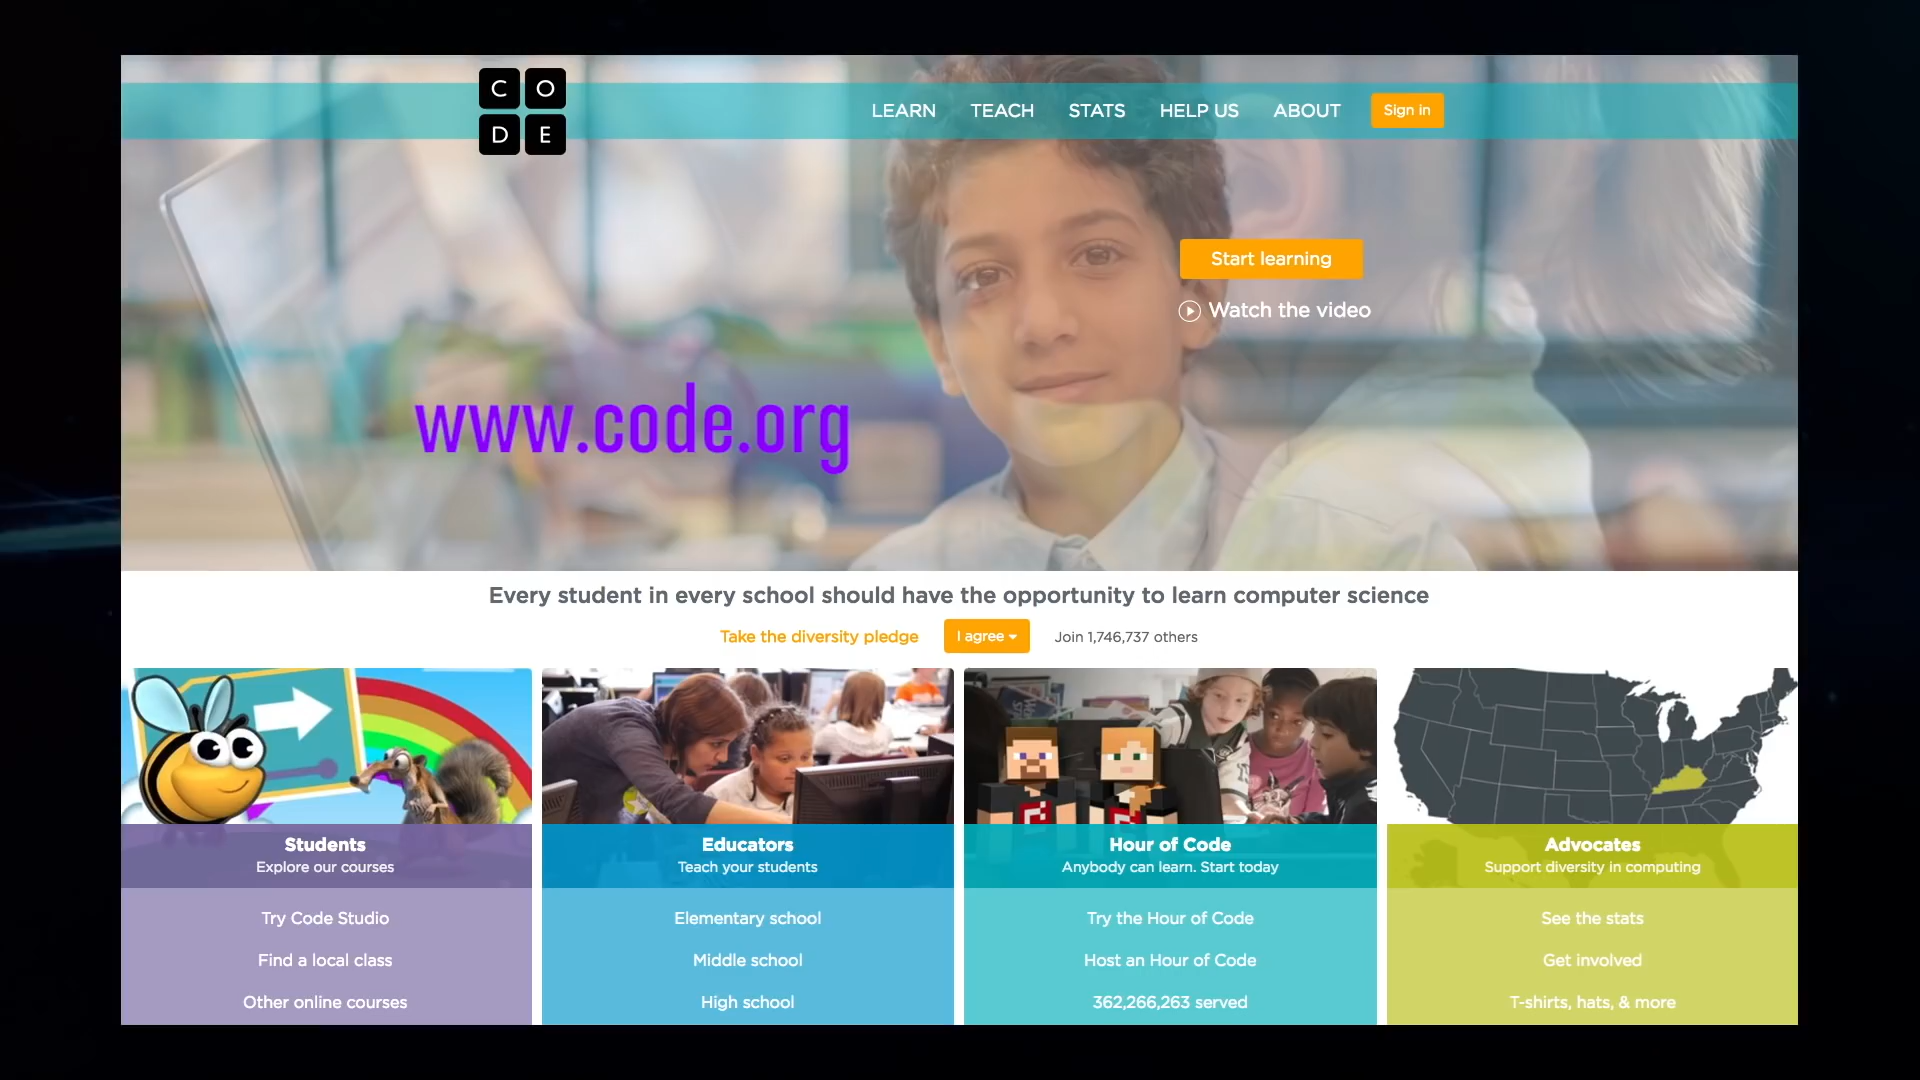 CO
DE
LEARN TEACH STATS HELP US ABOUT Sign in
Start learning
Watch the video
www.code.org
Every student in every school should have the opportunity to learn computer science
Take the diversity pledge I agree Join 1,746,737 others
Students
Explore our courses
Try Code Studio
Find a local class
Other online courses
Educators
Teach your students
Elementary school
Middle school
High school
Hour of Code
Anybody can learn. Start today
Try the Hour of Code
Host an Hour of Code
362,266,263 served
Advocates
Support diversity in computing
See the stats
Get involved
T-shirts, hats, & more